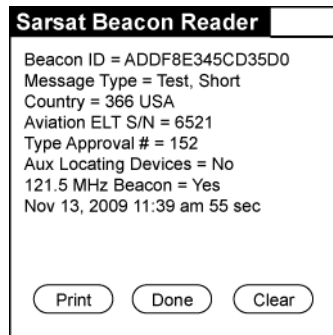 Sarsat Beacon Reader
Beacon ID = ADDF8E345CD35D0
Message Type = Test, Short
Country = 366 USA
Aviation ELT S/N = 6521
Type Approval # = 152
Aux Locating Devices = No
121.5 MHz Beacon = Yes
Nov 13, 2009 11:39 am 55 sec
Print Done Clear